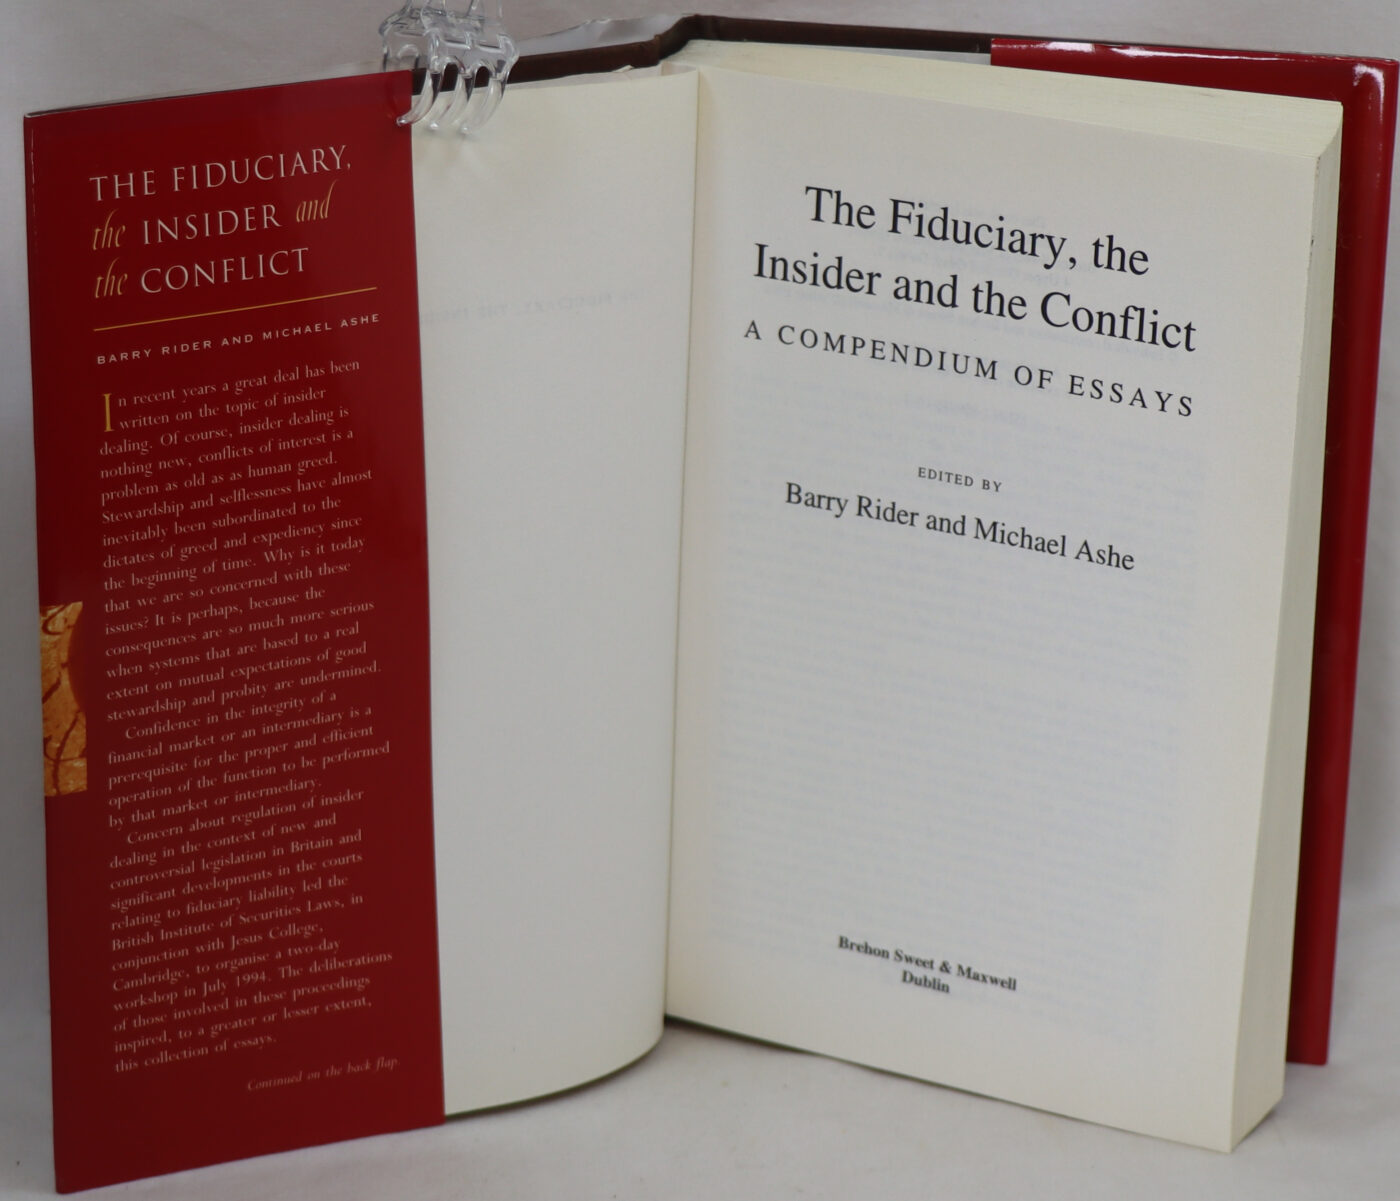 THE FIDUCIARY,
the INSIDER and
the CONFLICT
BARRY RIDER AND MICHAEL ASHE
In recent years a great deal has been
written on the topic of insider
dealing. Of course, insider dealing is
nothing new, conflicts of interest is a
problem as old as as human greed.
Stewardship and selflessness have almost
inevitably been subordinated to the
dictates of greed and expediency since
the beginning of time. Why is it today
that we are so concerned with these
issues? It is perhaps, because the
consequences are so much more serious
when systems that are based to a real
extent on mutual expectations of good
stewardship and probity are undermined.
Confidence in the integrity of a
financial market or an intermediary is a
prerequisite for the proper and efficient
operation of the function to be performed
by that market or intermediary.
Concern about regulation of insider
dealing in the context of new and
controversial legislation in Britain and
significant developments in the courts
relating to fiduciary liability led the
British Institute of Securities Laws, in
conjunction with Jesus College,
Cambridge, to organise a two-day
workshop in July 1994. The deliberations
of those involved in these proceedings
inspired, to a greater or lesser extent,
this collection of essays.
Continued on the back flap.
The Fiduciary, the
Insider and the Conflict
A COMPENDIUM OF ESSAYS
EDITED BY
Barry Rider and Michael Ashe
Brehon Sweet & Maxwell
Dublin